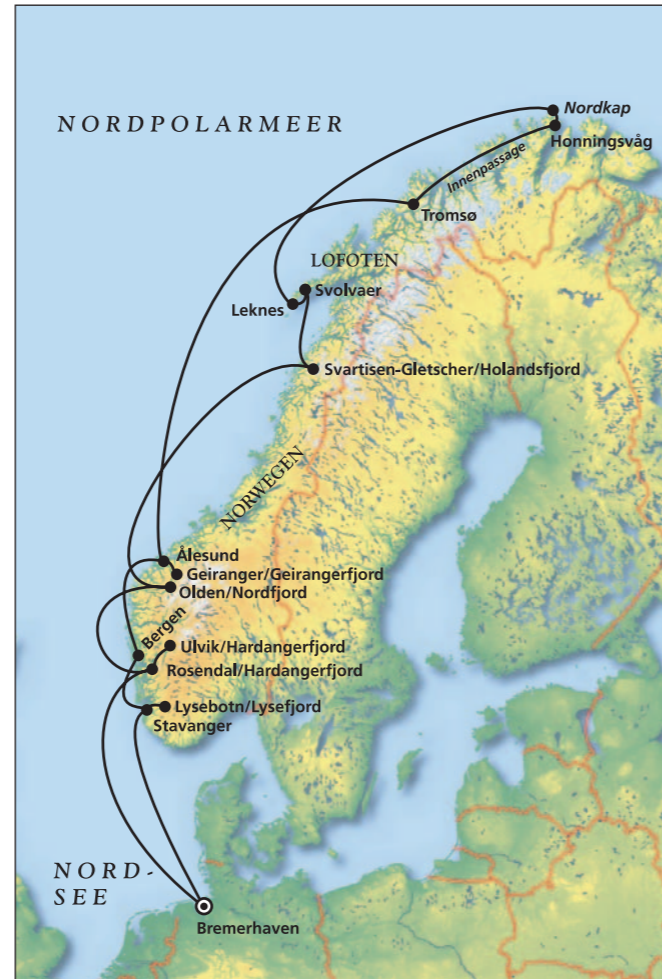 NORDPOLARMEER
Nordkap
Honningsvåg
Innenpassage
Tromsø
LOFOTEN
Svolvaer
Leknes
Svartisen-Gletscher/Holandsfjord
NORWEGEN
Ålesund
Geiranger/Geirangerfjord
Olden/Nordfjord
Bergen
Ulvik/Hardangerfjord
Rosendal/Hardangerfjord
Lysebotn/Lysefjord
Stavanger
NORD-
SEE
Bremerhaven